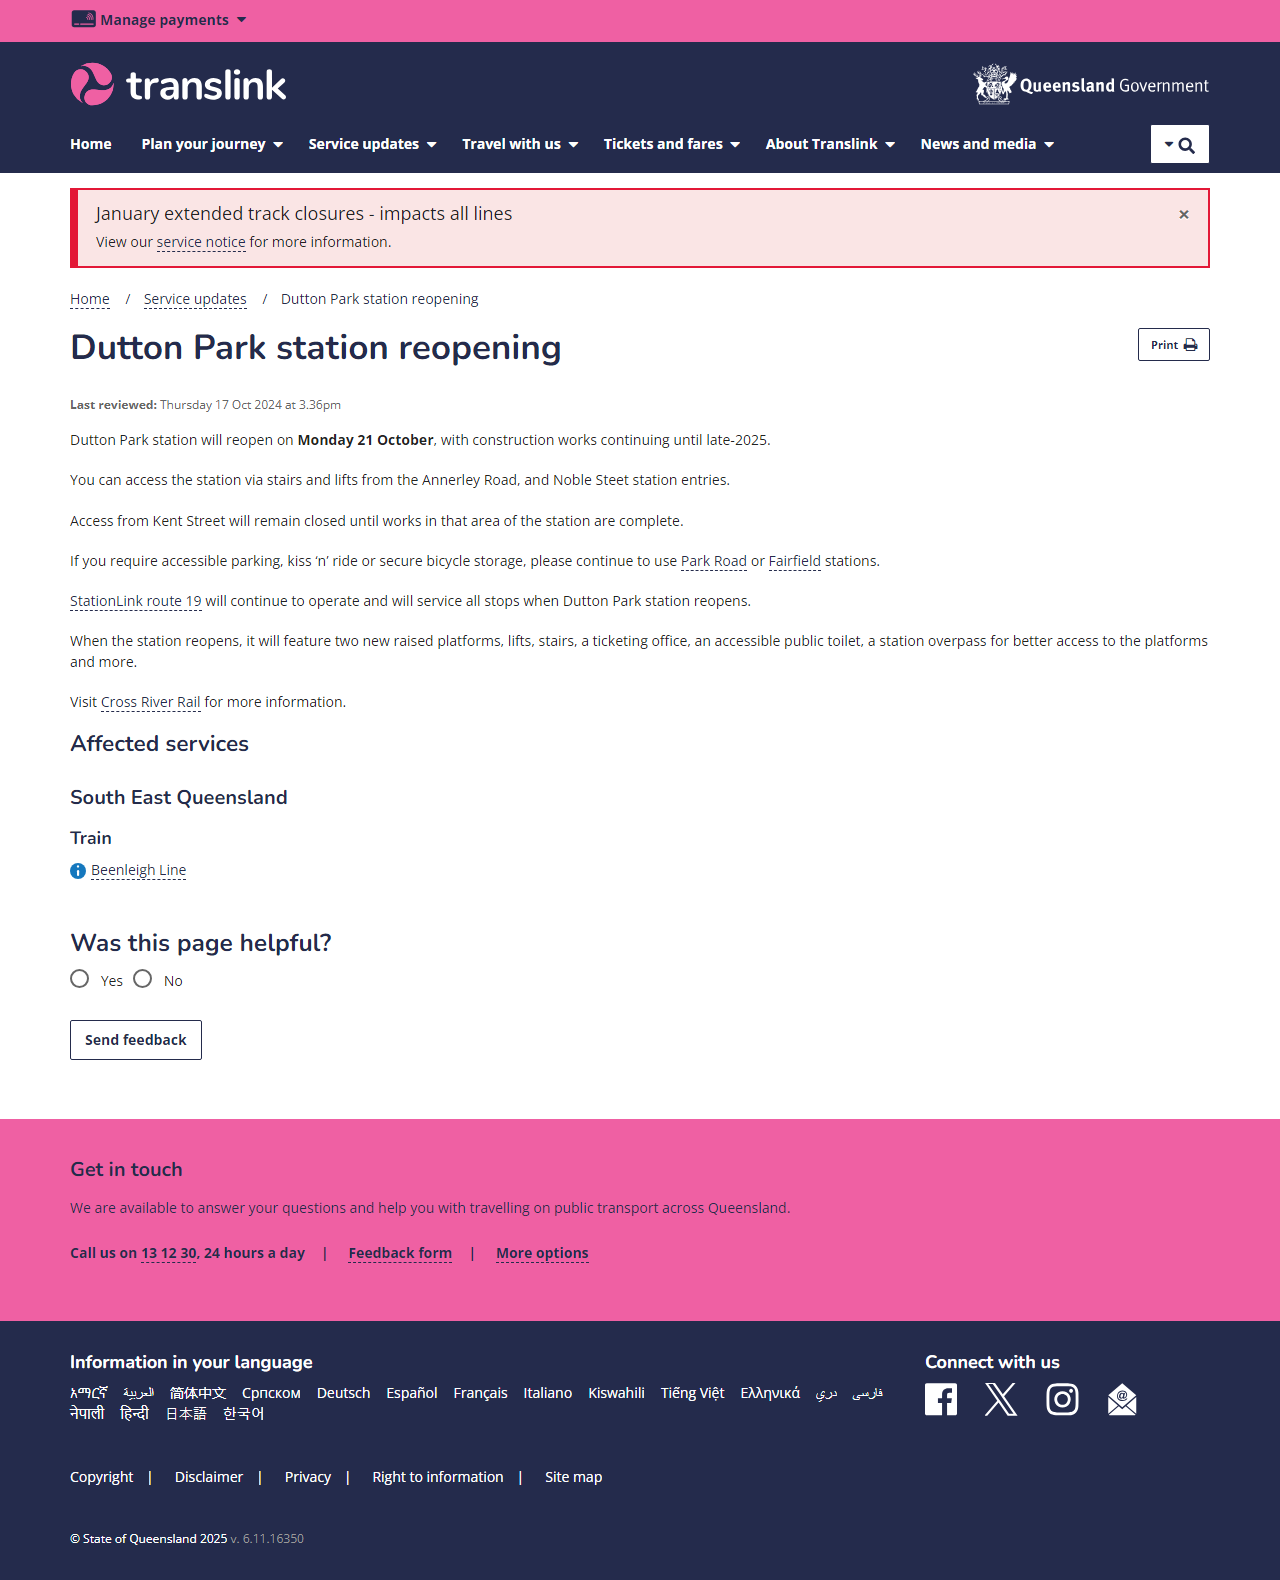 Manage payments
translink
Queensland Government
Home Plan your journey Service updates Travel with us Tickets and fares About Translink News and media
January extended track closures - impacts all lines ×
View our service notice for more information.
Home / Service updates / Dutton Park station reopening
Dutton Park station reopening
Print
Last reviewed: Thursday 17 Oct 2024 at 3.36pm
Dutton Park station will reopen on Monday 21 October, with construction works continuing until late-2025.
You can access the station via stairs and lifts from the Annerley Road, and Noble Steet station entries.
Access from Kent Street will remain closed until works in that area of the station are complete.
If you require accessible parking, kiss ‘n’ ride or secure bicycle storage, please continue to use Park Road or Fairfield stations.
StationLink route 19 will continue to operate and will service all stops when Dutton Park station reopens.
When the station reopens, it will feature two new raised platforms, lifts, stairs, a ticketing office, an accessible public toilet, a station overpass for better access to the platforms
and more.
Visit Cross River Rail for more information.
Affected services
South East Queensland
Train
Beenleigh Line
Was this page helpful?
Yes No
Send feedback
Get in touch
We are available to answer your questions and help you with travelling on public transport across Queensland.
Call us on 13 12 30, 24 hours a day | Feedback form | More options
Information in your language
Connect with us
አማርኛ العربية 简体中文 Српском Deutsch Español Français Italiano Kiswahili Tiếng Việt Ελληνικά دري فارسی
नेपाली हिन्दी 日本語 한국어
Copyright | Disclaimer | Privacy | Right to information | Site map
© State of Queensland 2025 v. 6.11.16350